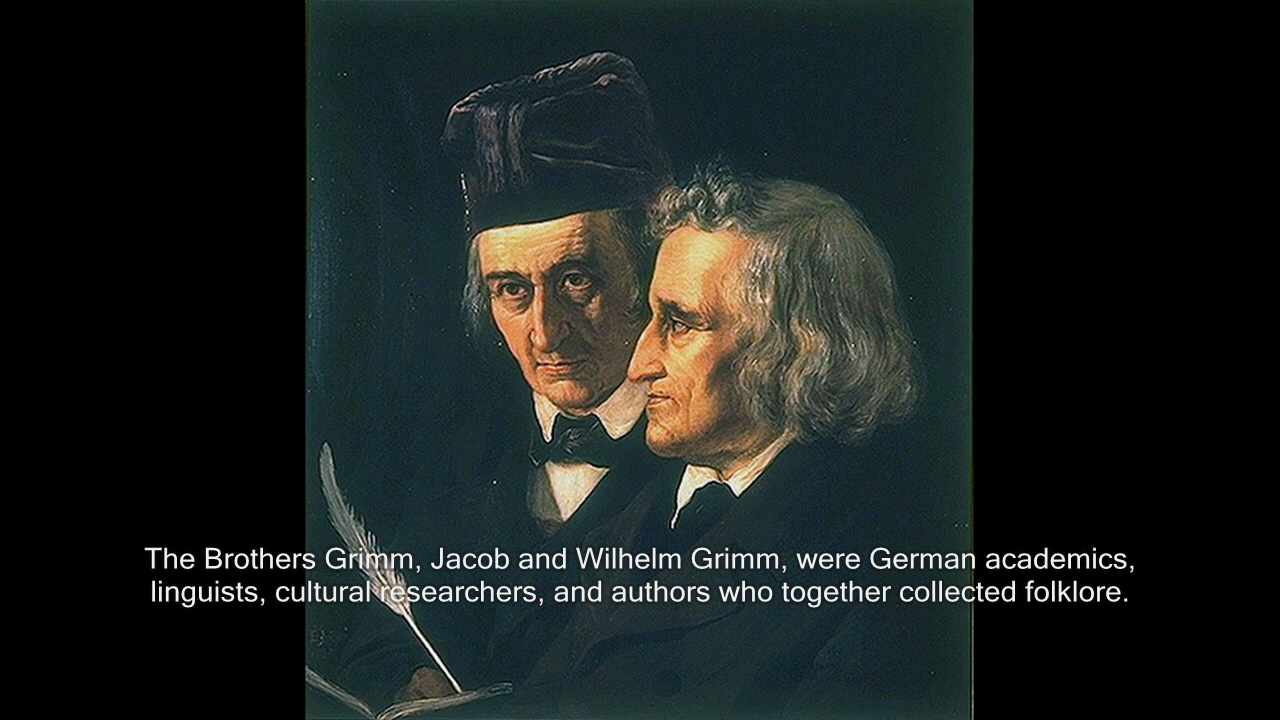 The Brothers Grimm, Jacob and Wilhelm Grimm, were German academics,
linguists, cultural researchers, and authors who together collected folklore.